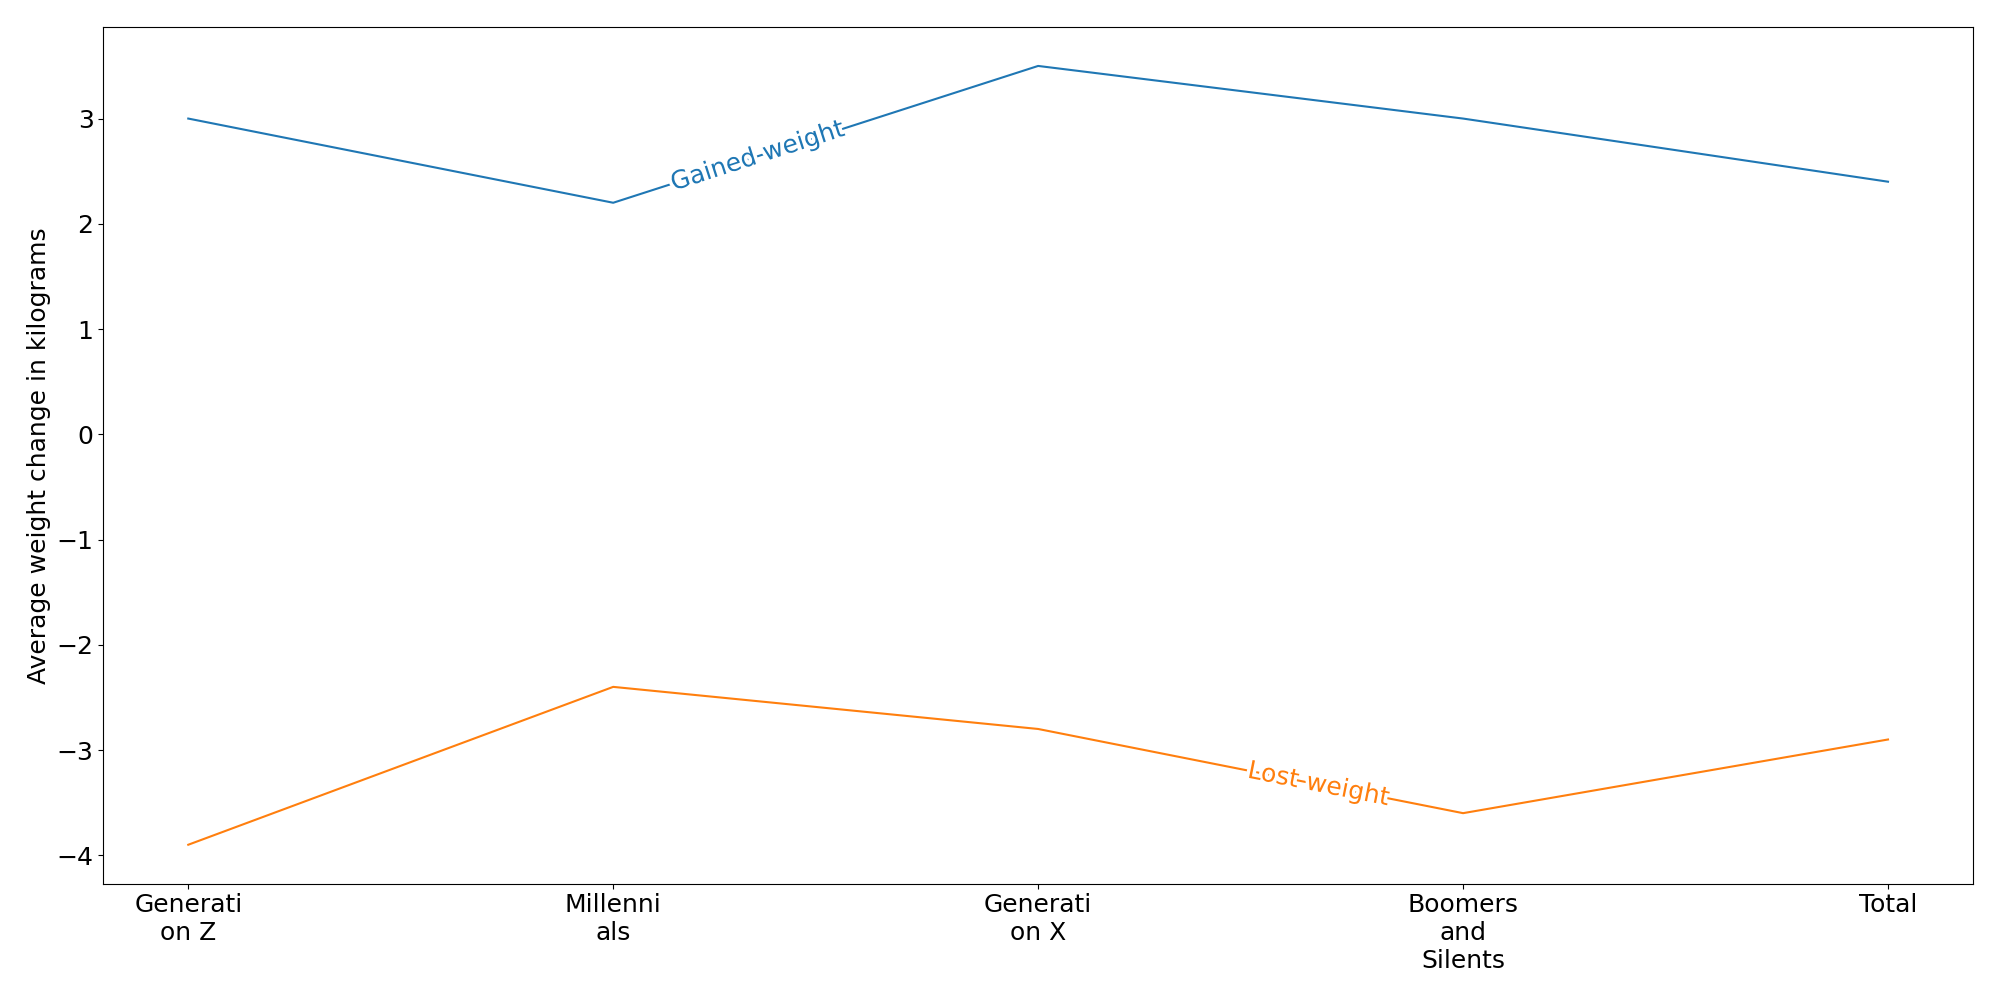 Average weight change in kilograms
3
2
1
0
−1
−2
−3
−4
Gained-weight
Lost-weight
Generati
on Z
Millenni
als
Generati
on X
Boomers
and
Silents
Total